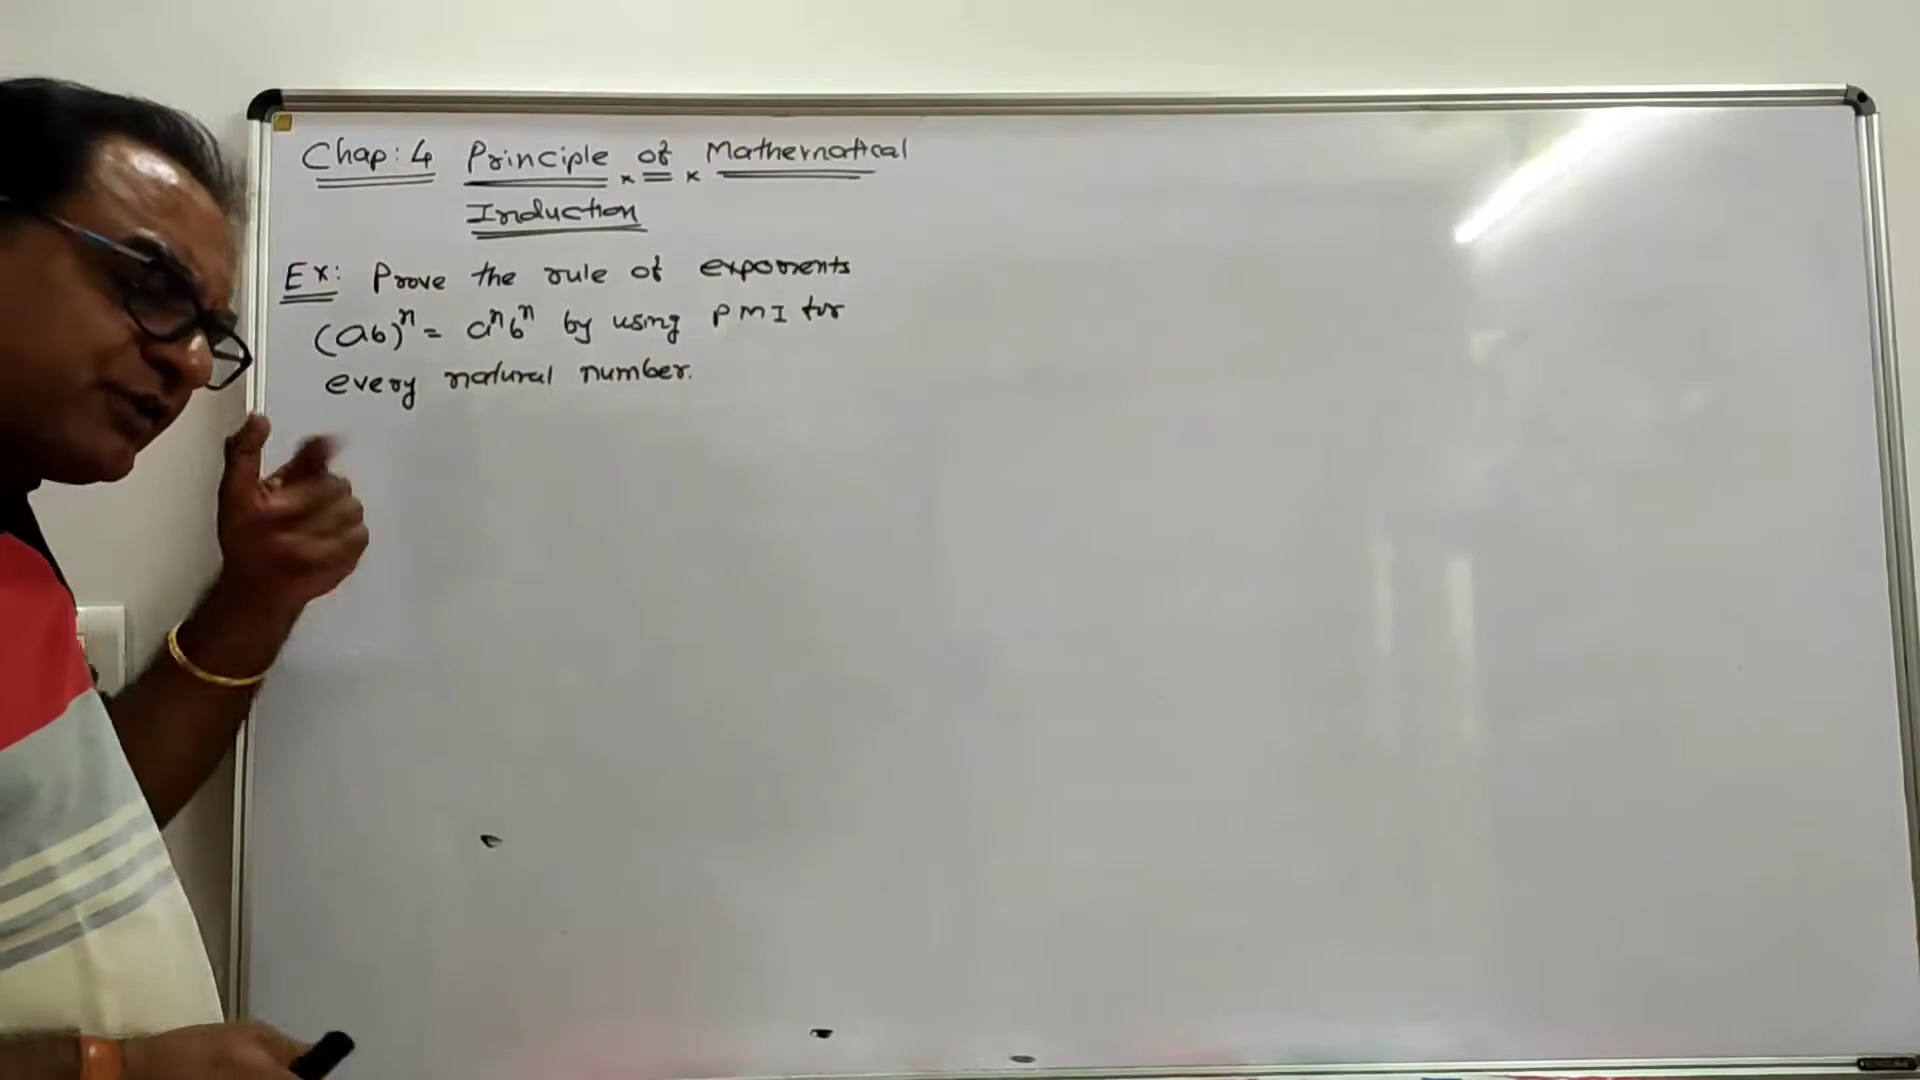 Chap: 4 Principle of Mathematical
Induction
Ex: Prove the rule of exponents
(ab)ⁿ = aⁿbⁿ by using PMI for
every natural number.